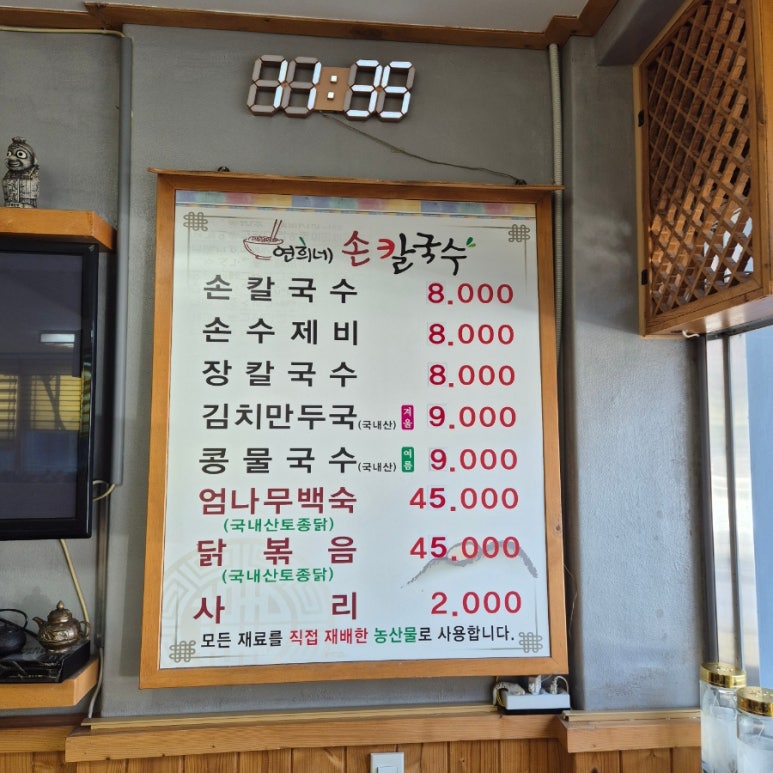 11:35
연희네 손칼국수
손칼국수 8.000
손수제비 8.000
장칼국수 8.000
김치만두국(국내산) 겨울 9.000
콩물국수(국내산) 여름 9.000
엄나무백숙 45.000
(국내산토종닭)
닭볶음 45.000
(국내산토종닭)
사리 2.000
모든 재료를 직접 재배한 농산물로 사용합니다.